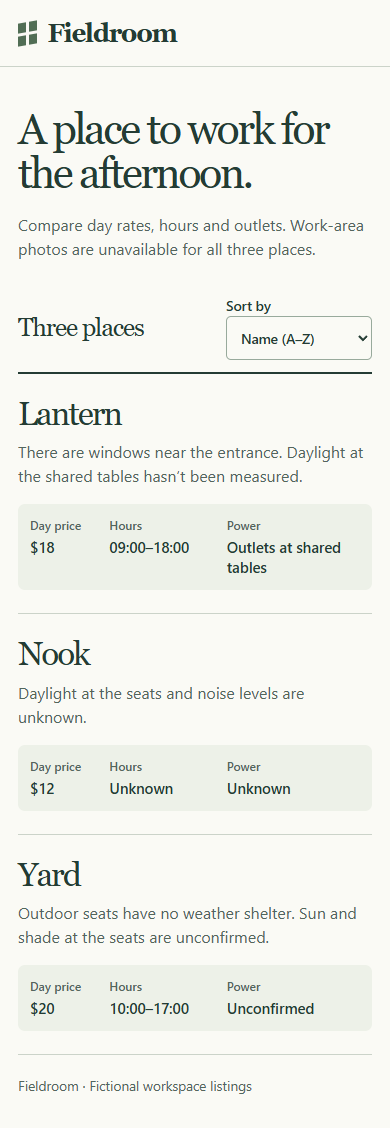 Fieldroom
A place to work for
the afternoon.
Compare day rates, hours and outlets. Work-area
photos are unavailable for all three places.
Three places
Sort by
Name (A–Z)
Lantern
There are windows near the entrance. Daylight at
the shared tables hasn't been measured.
Day price
Hours
Power
$18
09:00–18:00
Outlets at shared
tables
Nook
Daylight at the seats and noise levels are
unknown.
Day price
Hours
Power
$12
Unknown
Unknown
Yard
Outdoor seats have no weather shelter. Sun and
shade at the seats are unconfirmed.
Day price
Hours
Power
$20
10:00–17:00
Unconfirmed
Fieldroom · Fictional workspace listings